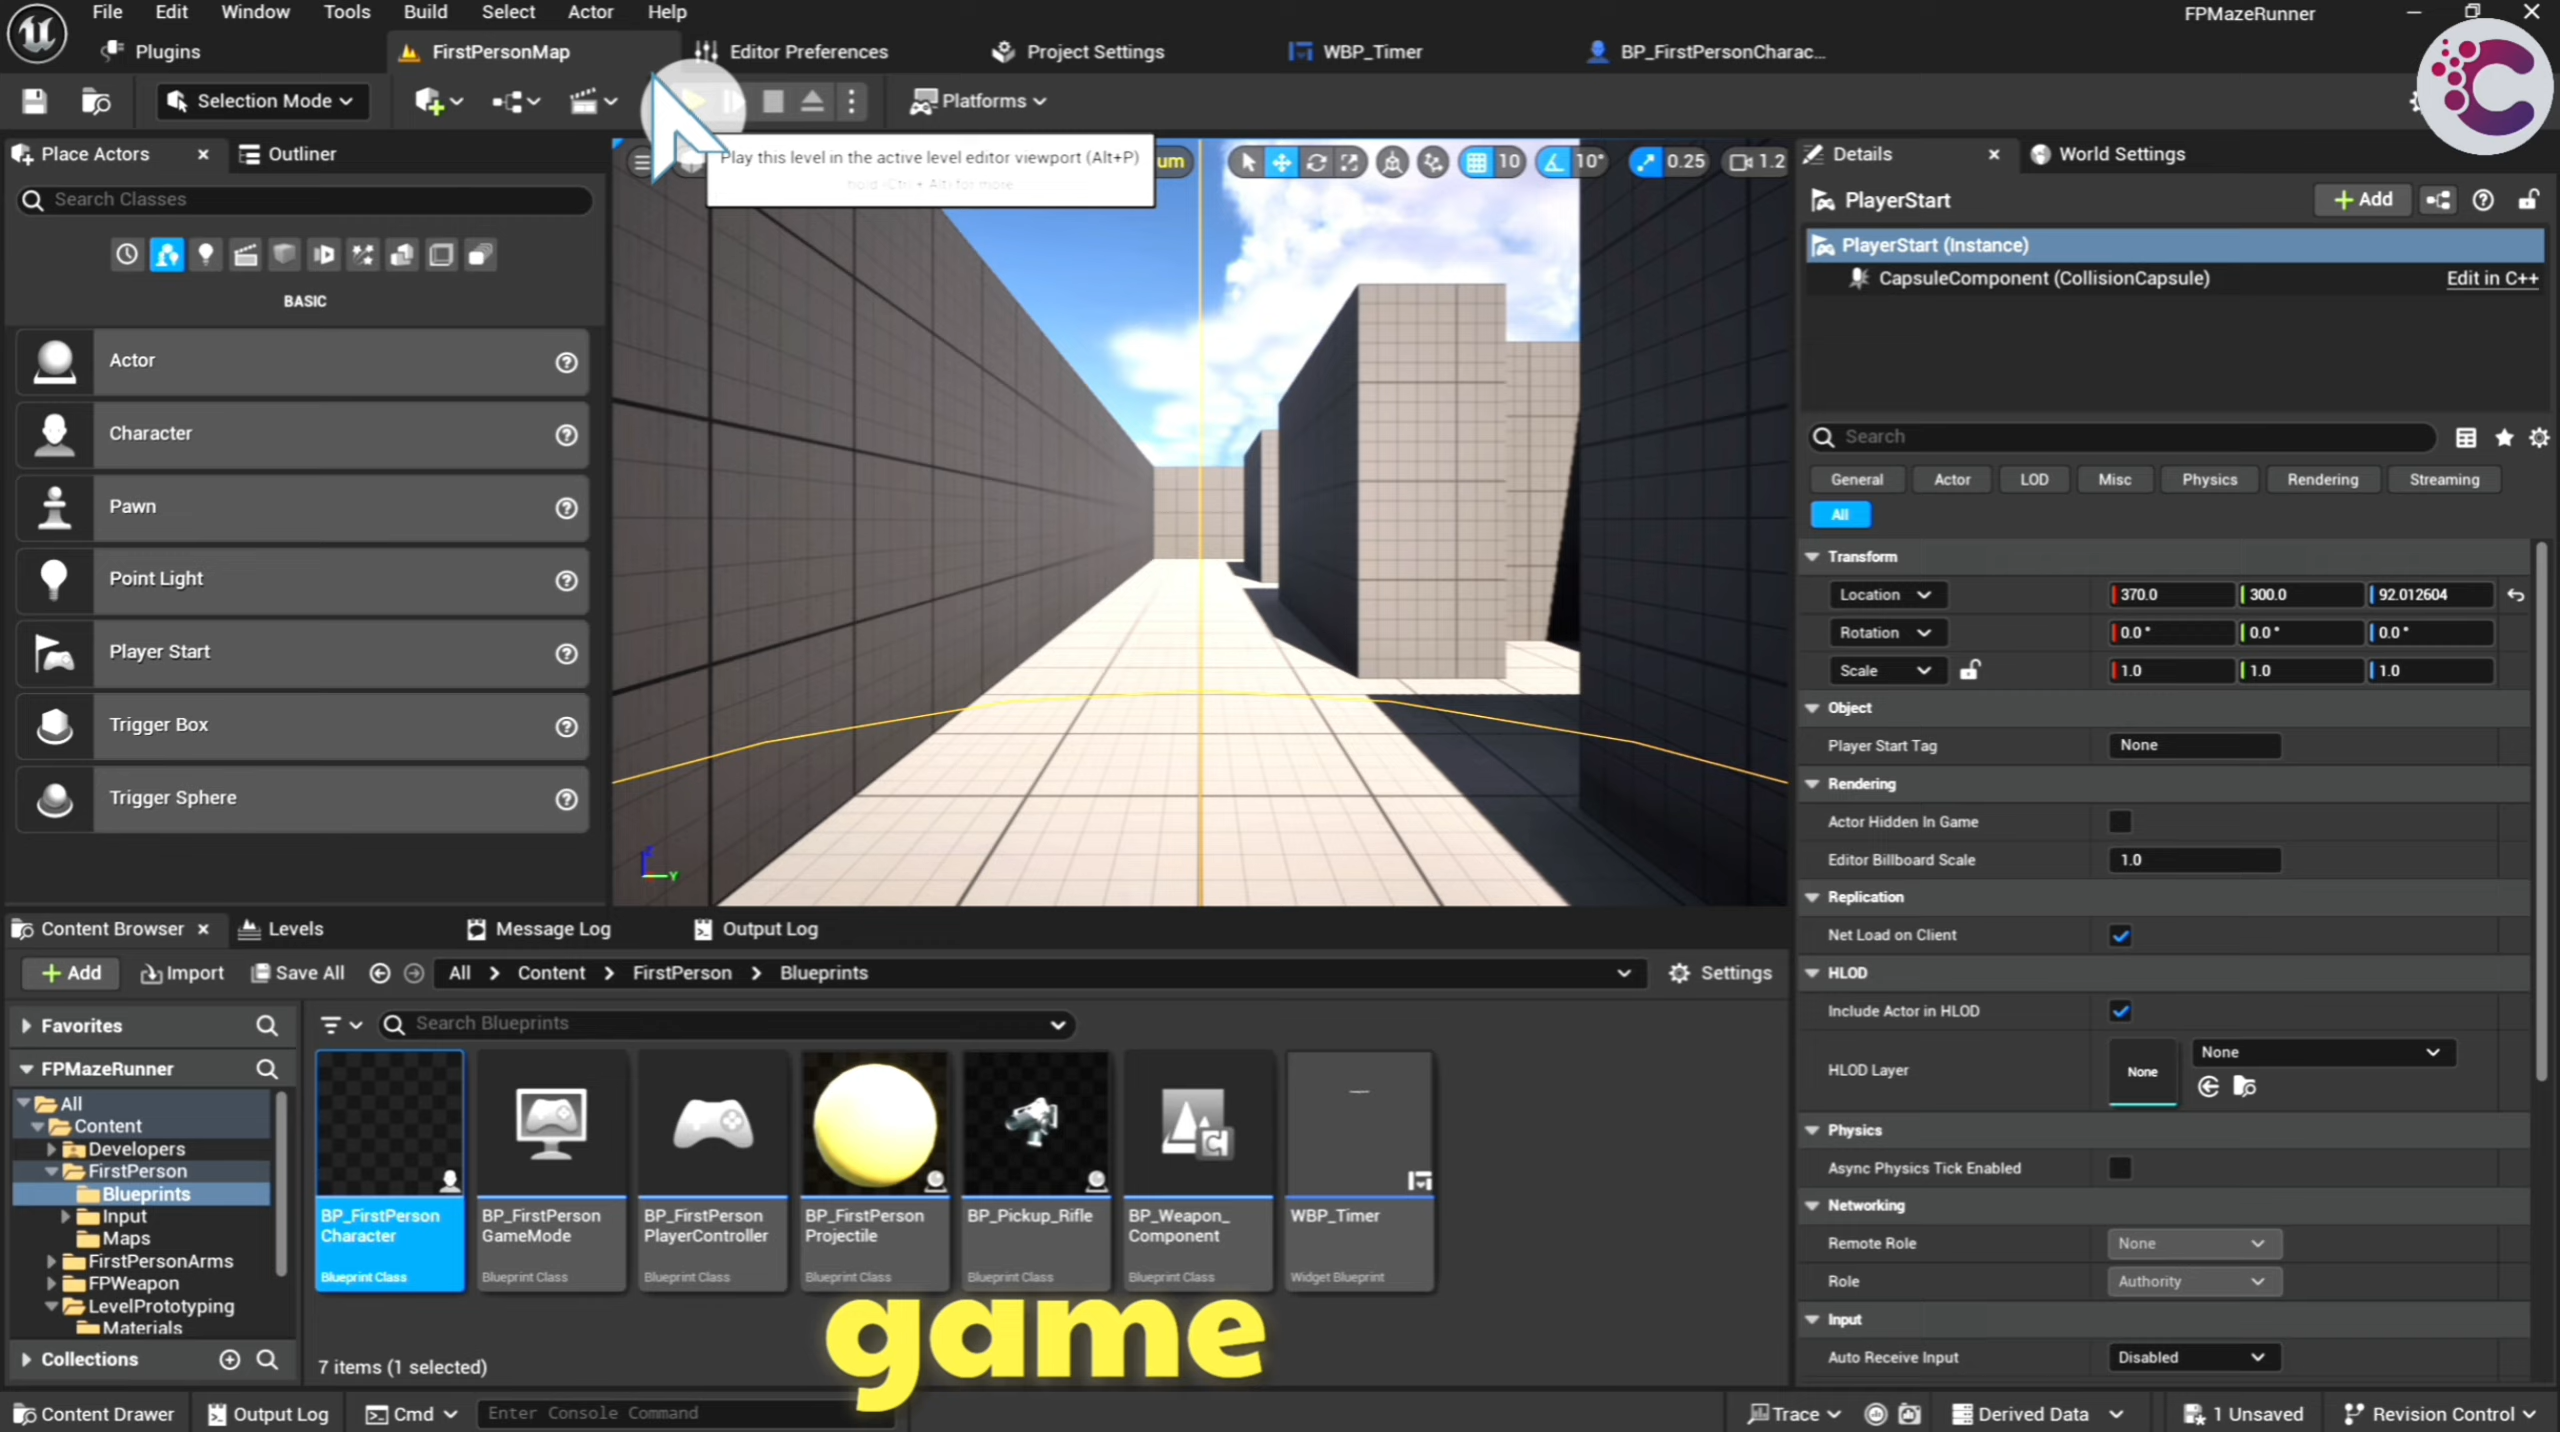 File Edit Window Tools Build Select Actor Help FPMazeRunner
Plugins FirstPersonMap Editor Preferences Project Settings WBP_Timer BP_FirstPersonCharac...
Selection Mode Platforms
Place Actors Outliner
Search Classes
BASIC
Actor
Character
Pawn
Point Light
Player Start
Trigger Box
Trigger Sphere
Play this level in the active level editor viewport (Alt+P)
hold (Ctrl + Alt) for more
10 10° 0.25 1.2
Details World Settings
PlayerStart Add
PlayerStart (Instance)
CapsuleComponent (CollisionCapsule) Edit in C++
Search
General Actor LOD Misc Physics Rendering Streaming
All
Transform
Location 370.0 300.0 92.012604
Rotation 0.0 ° 0.0 ° 0.0 °
Scale 1.0 1.0 1.0
Object
Player Start Tag None
Rendering
Actor Hidden In Game
Editor Billboard Scale 1.0
Replication
Net Load on Client
HLOD
Include Actor in HLOD
HLOD Layer None None
Physics
Async Physics Tick Enabled
Networking
Remote Role None
Role Authority
Input
Auto Receive Input Disabled
Content Browser Levels Message Log Output Log
Add Import Save All All > Content > FirstPerson > Blueprints Settings
Favorites
FPMazeRunner
All
Content
Developers
FirstPerson
Blueprints
Input
Maps
FirstPersonArms
FPWeapon
LevelPrototyping
Materials
Collections
Search Blueprints
BP_FirstPerson
Character
Blueprint Class
BP_FirstPerson
GameMode
Blueprint Class
BP_FirstPerson
PlayerController
Blueprint Class
BP_FirstPerson
Projectile
Blueprint Class
BP_Pickup_Rifle
Blueprint Class
BP_Weapon_
Component
Blueprint Class
WBP_Timer
Widget Blueprint
game
7 items (1 selected)
Content Drawer Output Log Cmd Enter Console Command Trace Derived Data 1 Unsaved Revision Control